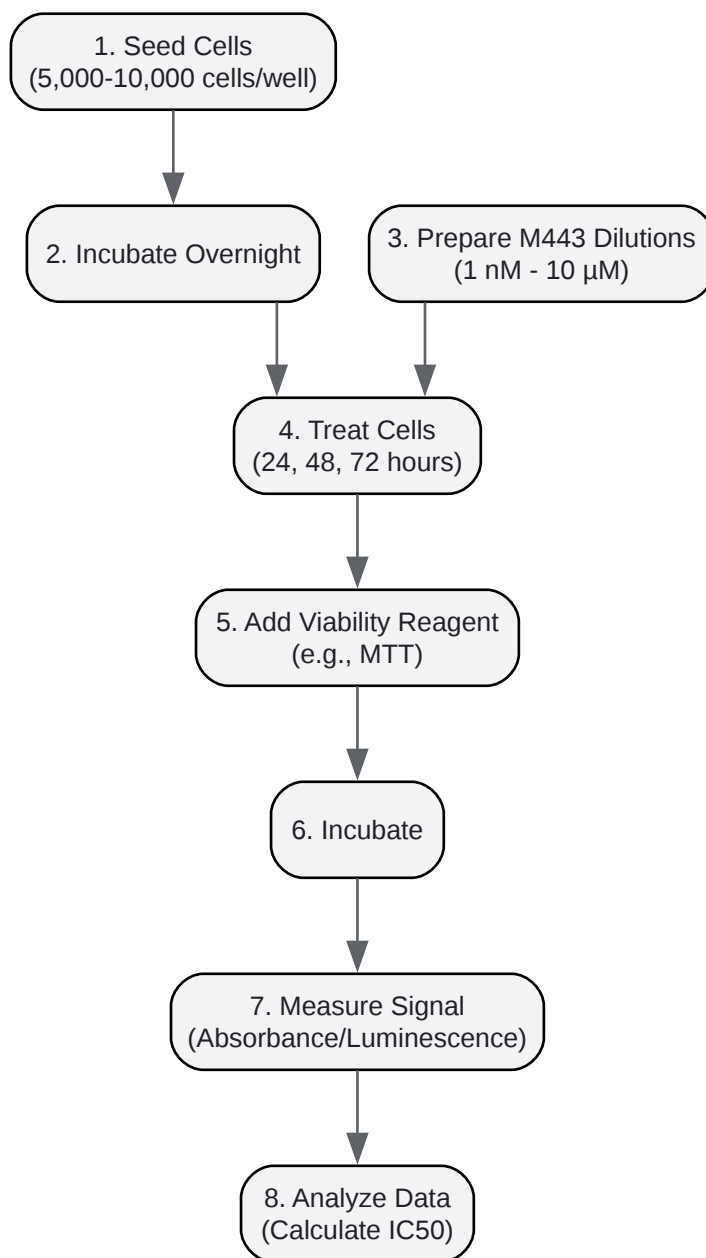 1. Seed Cells
(5,000-10,000 cells/well)
2. Incubate Overnight
3. Prepare M443 Dilutions
(1 nM - 10 µM)
4. Treat Cells
(24, 48, 72 hours)
5. Add Viability Reagent
(e.g., MTT)
6. Incubate
7. Measure Signal
(Absorbance/Luminescence)
8. Analyze Data
(Calculate IC50)